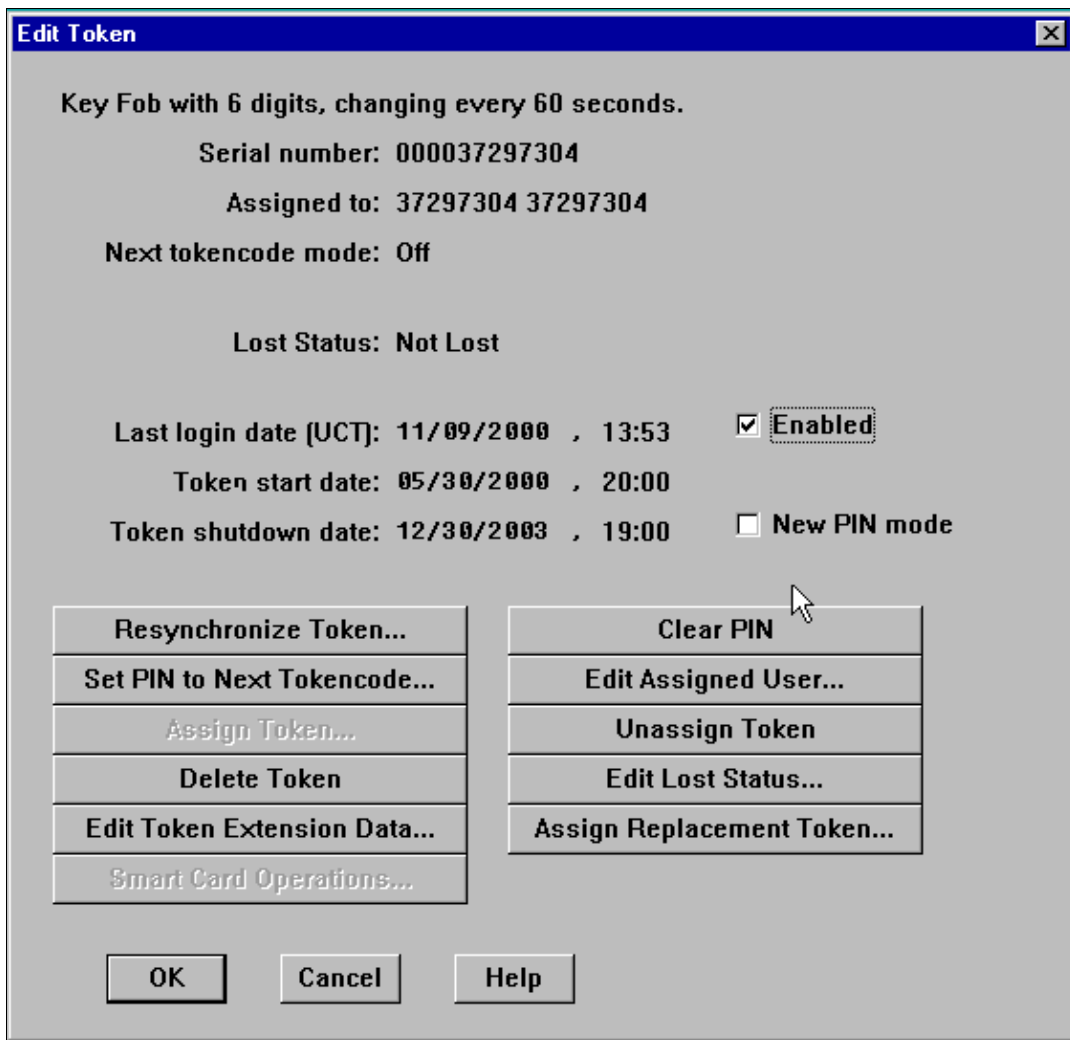 Edit Token
Key Fob with 6 digits, changing every 60 seconds.
Serial number: 000037297304
Assigned to: 37297304 37297304
Next tokencode mode: Off
Lost Status: Not Lost
Last login date (UCT): 11/09/2000 , 13:53 Enabled
Token start date: 05/30/2000 , 20:00
Token shutdown date: 12/30/2003 , 19:00 New PIN mode
Resynchronize Token... Clear PIN
Set PIN to Next Tokencode... Edit Assigned User...
Assign Token... Unassign Token
Delete Token Edit Lost Status...
Edit Token Extension Data... Assign Replacement Token...
Smart Card Operations...
OK Cancel Help